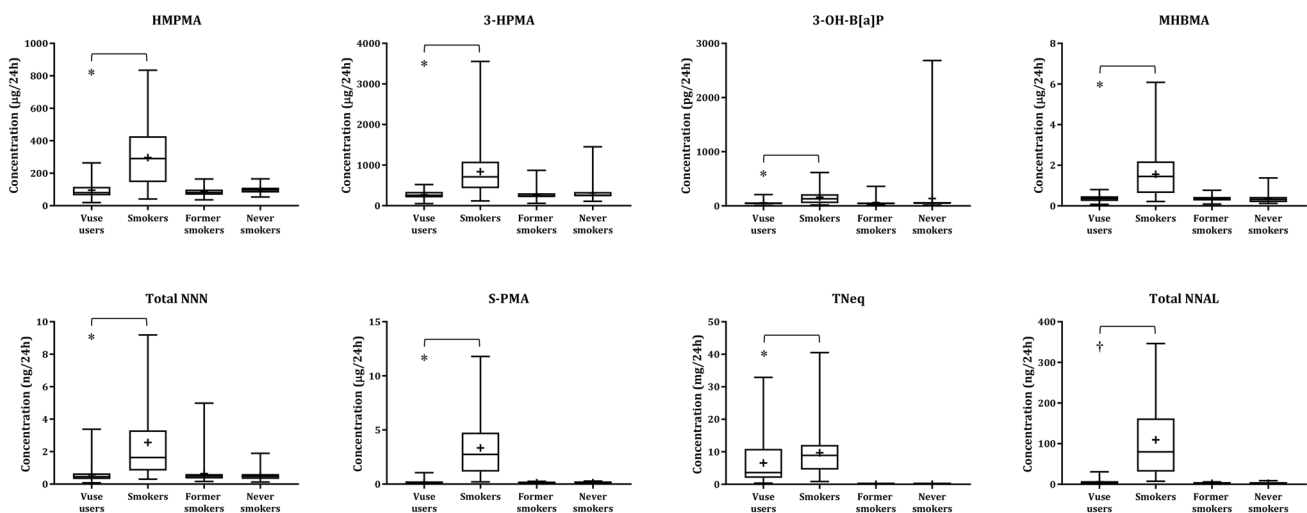 HMPMA
Concentration (µg/24h)
1000
800
600
400
200
0
*
Vuse users
Smokers
Former smokers
Never smokers
3-HPMA
Concentration (µg/24h)
4000
3000
2000
1000
0
*
Vuse users
Smokers
Former smokers
Never smokers
3-OH-B[a]P
Concentration (pg/24h)
3000
2000
1000
0
*
Vuse users
Smokers
Former smokers
Never smokers
MHBMA
Concentration (µg/24h)
8
6
4
2
0
*
Vuse users
Smokers
Former smokers
Never smokers
Total NNN
Concentration (ng/24h)
10
8
6
4
2
0
*
Vuse users
Smokers
Former smokers
Never smokers
S-PMA
Concentration (µg/24h)
15
10
5
0
*
Vuse users
Smokers
Former smokers
Never smokers
TNeq
Concentration (mg/24h)
50
40
30
20
10
0
*
Vuse users
Smokers
Former smokers
Never smokers
Total NNAL
Concentration (ng/24h)
400
300
200
100
0
†
Vuse users
Smokers
Former smokers
Never smokers